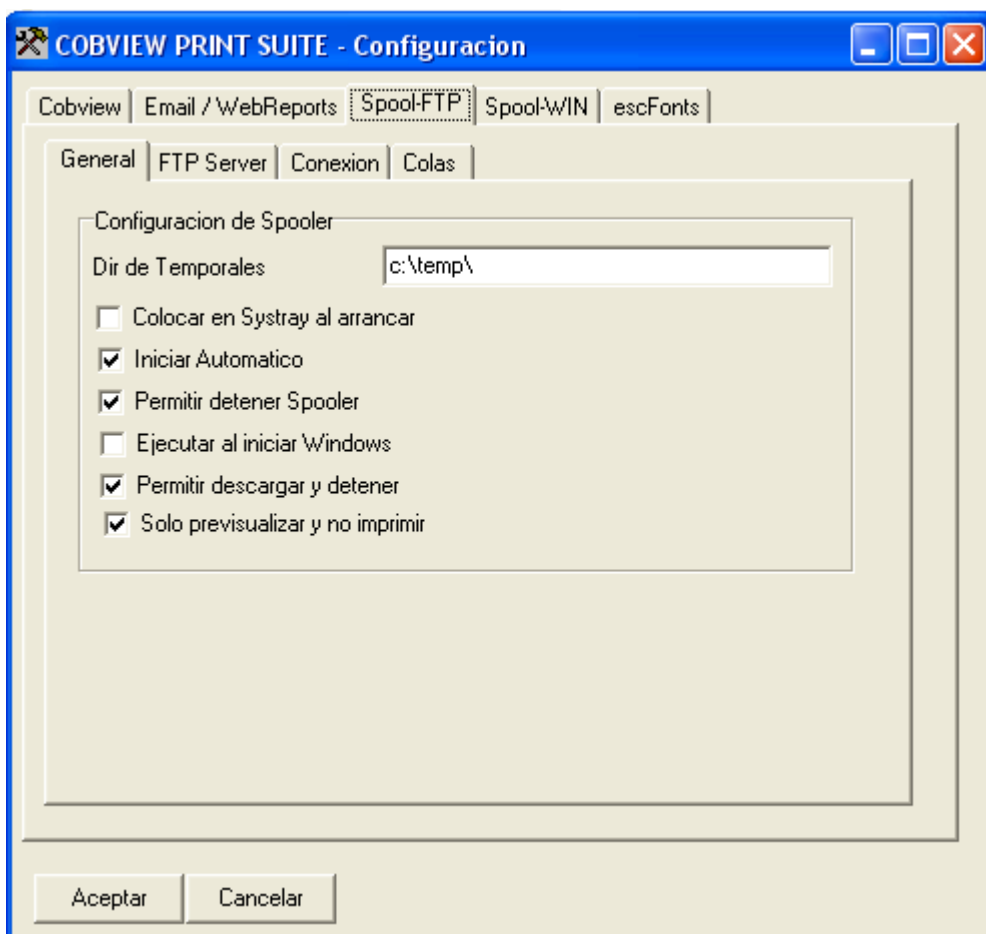 COBVIEW PRINT SUITE - Configuracion
Cobview Email / WebReports Spool-FTP Spool-WIN escFonts
General FTP Server Conexion Colas
Configuracion de Spooler
Dir de Temporales c:\temp\
Colocar en Systray al arrancar
Iniciar Automatico
Permitir detener Spooler
Ejecutar al iniciar Windows
Permitir descargar y detener
Solo previsualizar y no imprimir
Aceptar Cancelar